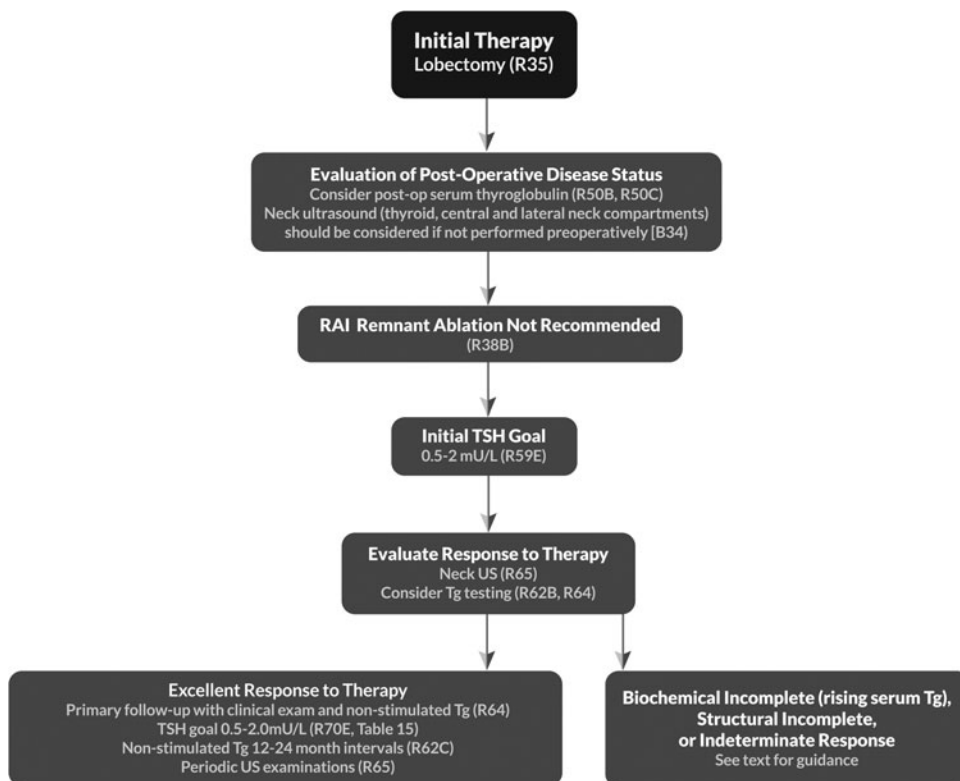 Initial Therapy
Lobectomy (R35)
Evaluation of Post-Operative Disease Status
Consider post-op serum thyroglobulin (R50B, R50C)
Neck ultrasound (thyroid, central and lateral neck compartments)
should be considered if not performed preoperatively [B34)
RAI Remnant Ablation Not Recommended
(R38B)
Initial TSH Goal
0.5-2 mU/L (R59E)
Evaluate Response to Therapy
Neck US (R65)
Consider Tg testing (R62B, R64)
Excellent Response to Therapy
Primary follow-up with clinical exam and non-stimulated Tg (R64)
TSH goal 0.5-2.0mU/L (R70E, Table 15)
Non-stimulated Tg 12-24 month intervals (R62C)
Periodic US examinations (R65)
Biochemical Incomplete (rising serum Tg),
Structural Incomplete,
or Indeterminate Response
See text for guidance